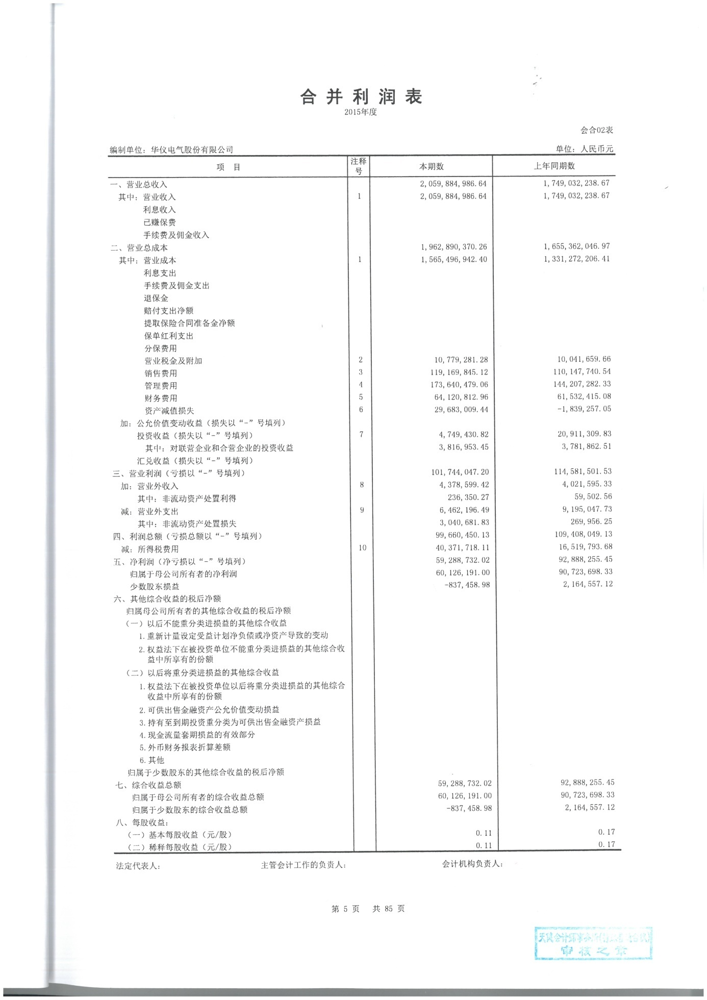 合并利润表
2015年度
会合02表
编制单位：华仪电气股份有限公司 单位：人民币元
项 目 注释号 本期数 上年同期数
一、营业总收入 2,059,884,986.64 1,749,032,238.67
其中：营业收入 1 2,059,884,986.64 1,749,032,238.67
利息收入
已赚保费
手续费及佣金收入
二、营业总成本 1,962,890,370.26 1,655,362,046.97
其中：营业成本 1 1,565,496,942.40 1,331,272,206.41
利息支出
手续费及佣金支出
退保金
赔付支出净额
提取保险合同准备金净额
保单红利支出
分保费用
营业税金及附加 2 10,779,281.28 10,041,659.66
销售费用 3 119,169,845.12 110,147,740.54
管理费用 4 173,640,479.06 144,207,282.33
财务费用 5 64,120,812.96 61,532,415.08
资产减值损失 6 29,683,009.44 -1,839,257.05
加：公允价值变动收益（损失以“-”号填列）
投资收益（损失以“-”号填列） 7 4,749,430.82 20,911,309.83
其中：对联营企业和合营企业的投资收益 3,816,953.45 3,781,862.51
汇兑收益（损失以“-”号填列）
三、营业利润（亏损以“-”号填列） 101,744,047.20 114,581,501.53
加：营业外收入 8 4,378,599.42 4,021,595.33
其中：非流动资产处置利得 236,350.27 59,502.56
减：营业外支出 9 6,462,196.49 9,195,047.73
其中：非流动资产处置损失 3,040,681.83 269,956.25
四、利润总额（亏损总额以“-”号填列） 99,660,450.13 109,408,049.13
减：所得税费用 10 40,371,718.11 16,519,793.68
五、净利润（净亏损以“-”号填列） 59,288,732.02 92,888,255.45
归属于母公司所有者的净利润 60,126,191.00 90,723,698.33
少数股东损益 -837,458.98 2,164,557.12
六、其他综合收益的税后净额
归属母公司所有者的其他综合收益的税后净额
（一）以后不能重分类进损益的其他综合收益
1.重新计量设定受益计划净负债或净资产导致的变动
2.权益法下在被投资单位不能重分类进损益的其他综合收
益中所享有的份额
（二）以后将重分类进损益的其他综合收益
1.权益法下在被投资单位以后将重分类进损益的其他综合
收益中所享有的份额
2.可供出售金融资产公允价值变动损益
3.持有至到期投资重分类为可供出售金融资产损益
4.现金流量套期损益的有效部分
5.外币财务报表折算差额
6.其他
归属于少数股东的其他综合收益的税后净额
七、综合收益总额 59,288,732.02 92,888,255.45
归属于母公司所有者的综合收益总额 60,126,191.00 90,723,698.33
归属于少数股东的综合收益总额 -837,458.98 2,164,557.12
八、每股收益：
（一）基本每股收益（元/股） 0.11 0.17
（二）稀释每股收益（元/股） 0.11 0.17
法定代表人： 主管会计工作的负责人： 会计机构负责人：
第 5 页 共 85 页
天健会计师事务所
审核之章